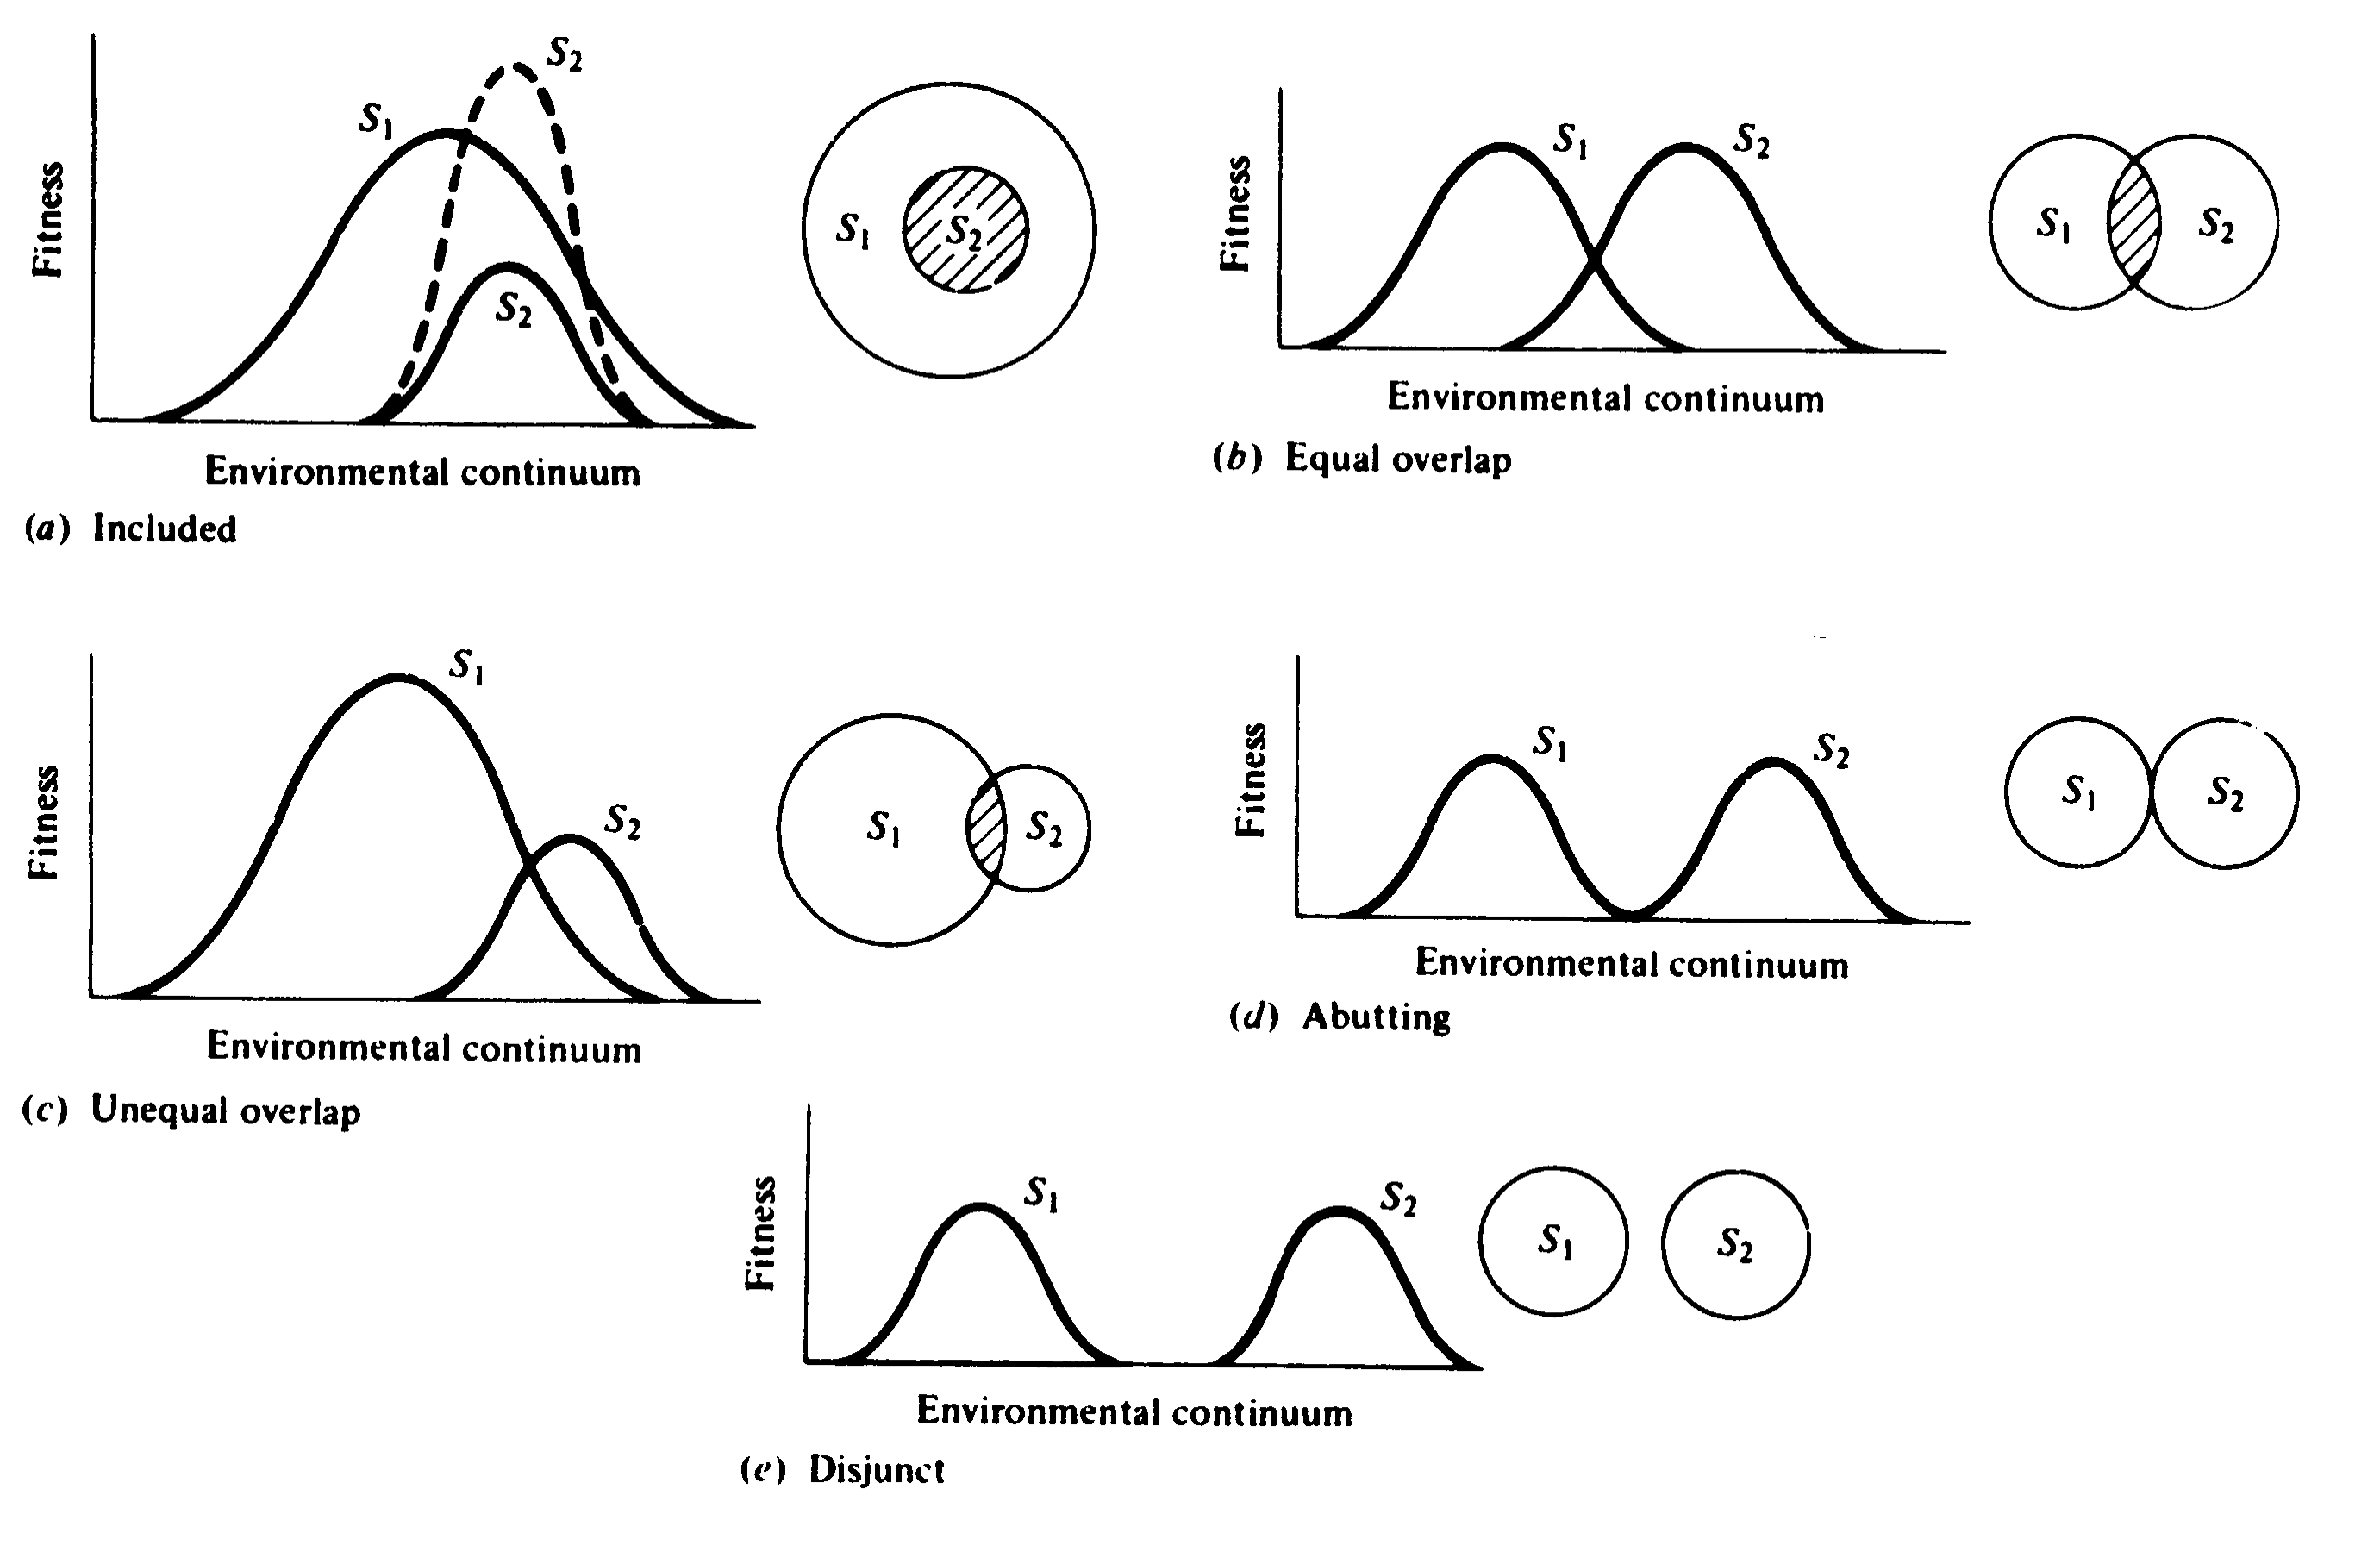 S2
S1
Fitness
S2
S1
S2
Environmental continuum
(a) Included
S1
S2
Fitness
S1
S2
Environmental continuum
(b) Equal overlap
S1
S2
Fitness
S1
S2
Environmental continuum
(c) Unequal overlap
S1
S2
Fitness
S1
S2
Environmental continuum
(d) Abutting
S1
S2
Fitness
S1
S2
Environmental continuum
(e) Disjunct